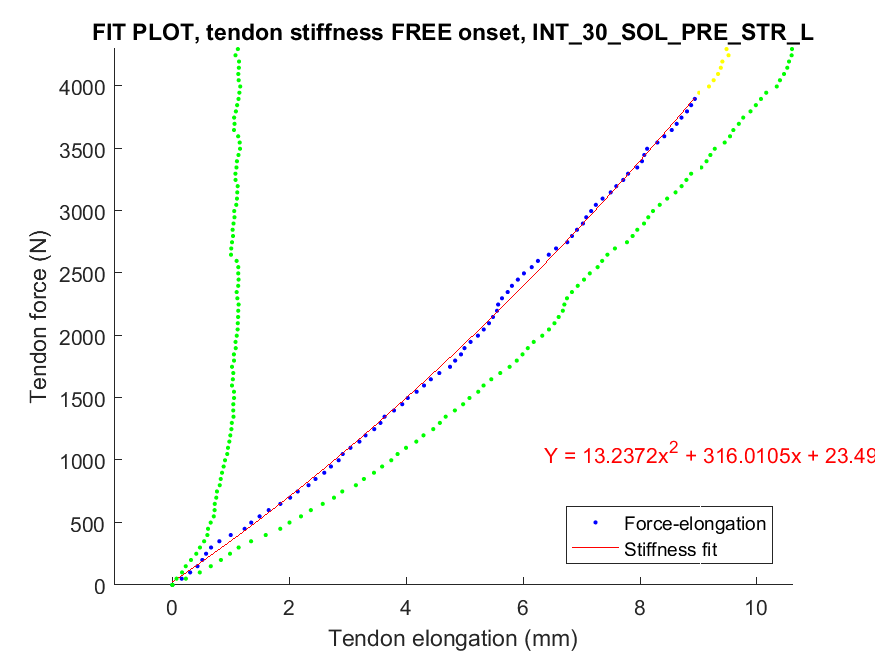 FIT PLOT, tendon stiffness FREE onset, INT_30_SOL_PRE_STR_L
4000
3500
3000
2500
2000
1500
1000
500
0
Tendon force (N)
Y = 13.2372x² + 316.0105x + 23.49
Force-elongation
Stiffness fit
0 2 4 6 8 10
Tendon elongation (mm)